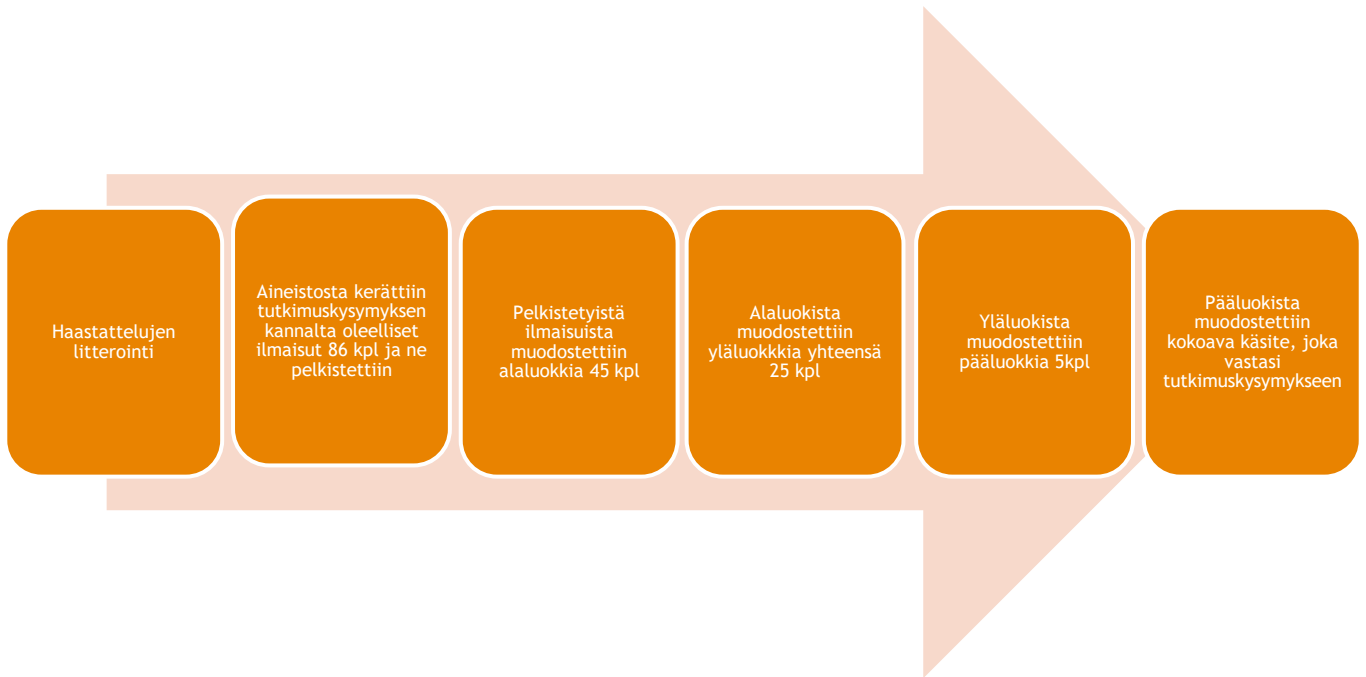 Haastattelujen
litterointi
Aineistosta kerättiin
tutkimuskysymyksen
kannalta oleelliset
ilmaisut 86 kpl ja ne
pelkistettiin
Pelkistetyistä
ilmaisuista
muodostettiin
alaluokkia 45 kpl
Alaluokista
muodostettiin
yläluokkkia yhteensä
25 kpl
Yläluokista
muodostettiin
pääluokkia 5kpl
Pääluokista
muodostettiin
kokoava käsite, joka
vastasi
tutkimuskysymykseen